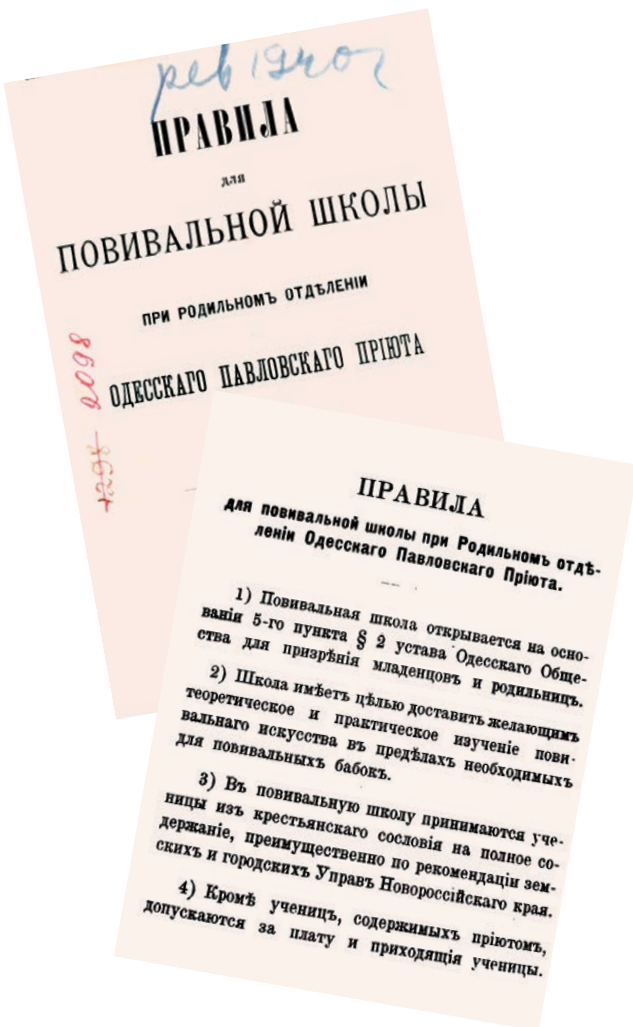 рев 1940
ПРАВИЛА
для
ПОВИВАЛЬНОЙ ШКОЛЫ
ПРИ РОДИЛЬНОМЪ ОТДѢЛЕНІИ
ОДЕССКАГО ПАВЛОВСКАГО ПРІЮТА
1298 2098
ПРАВИЛА
для повивальной школы при Родильномъ отдѣ-
леніи Одесскаго Павловскаго Пріюта.
1) Повивальная школа открывается на осно-
ваніи 5-го пункта § 2 устава Одесскаго Обще-
ства для призрѣнія младенцовъ и родильницъ.
2) Школа имѣетъ цѣлью доставить желающимъ
теоретическое и практическое изученіе пови-
вальнаго искусства въ предѣлахъ необходимыхъ
для повивальныхъ бабокъ.
3) Въ повивальную школу принимаются уче-
ницы изъ крестьянскаго сословія на полное со-
держаніе, преимущественно по рекомендаціи зем-
скихъ и городскихъ Управъ Новороссійскаго края.
4) Кромѣ ученицъ, содержимыхъ пріютомъ,
допускаются за плату и приходящія ученицы.